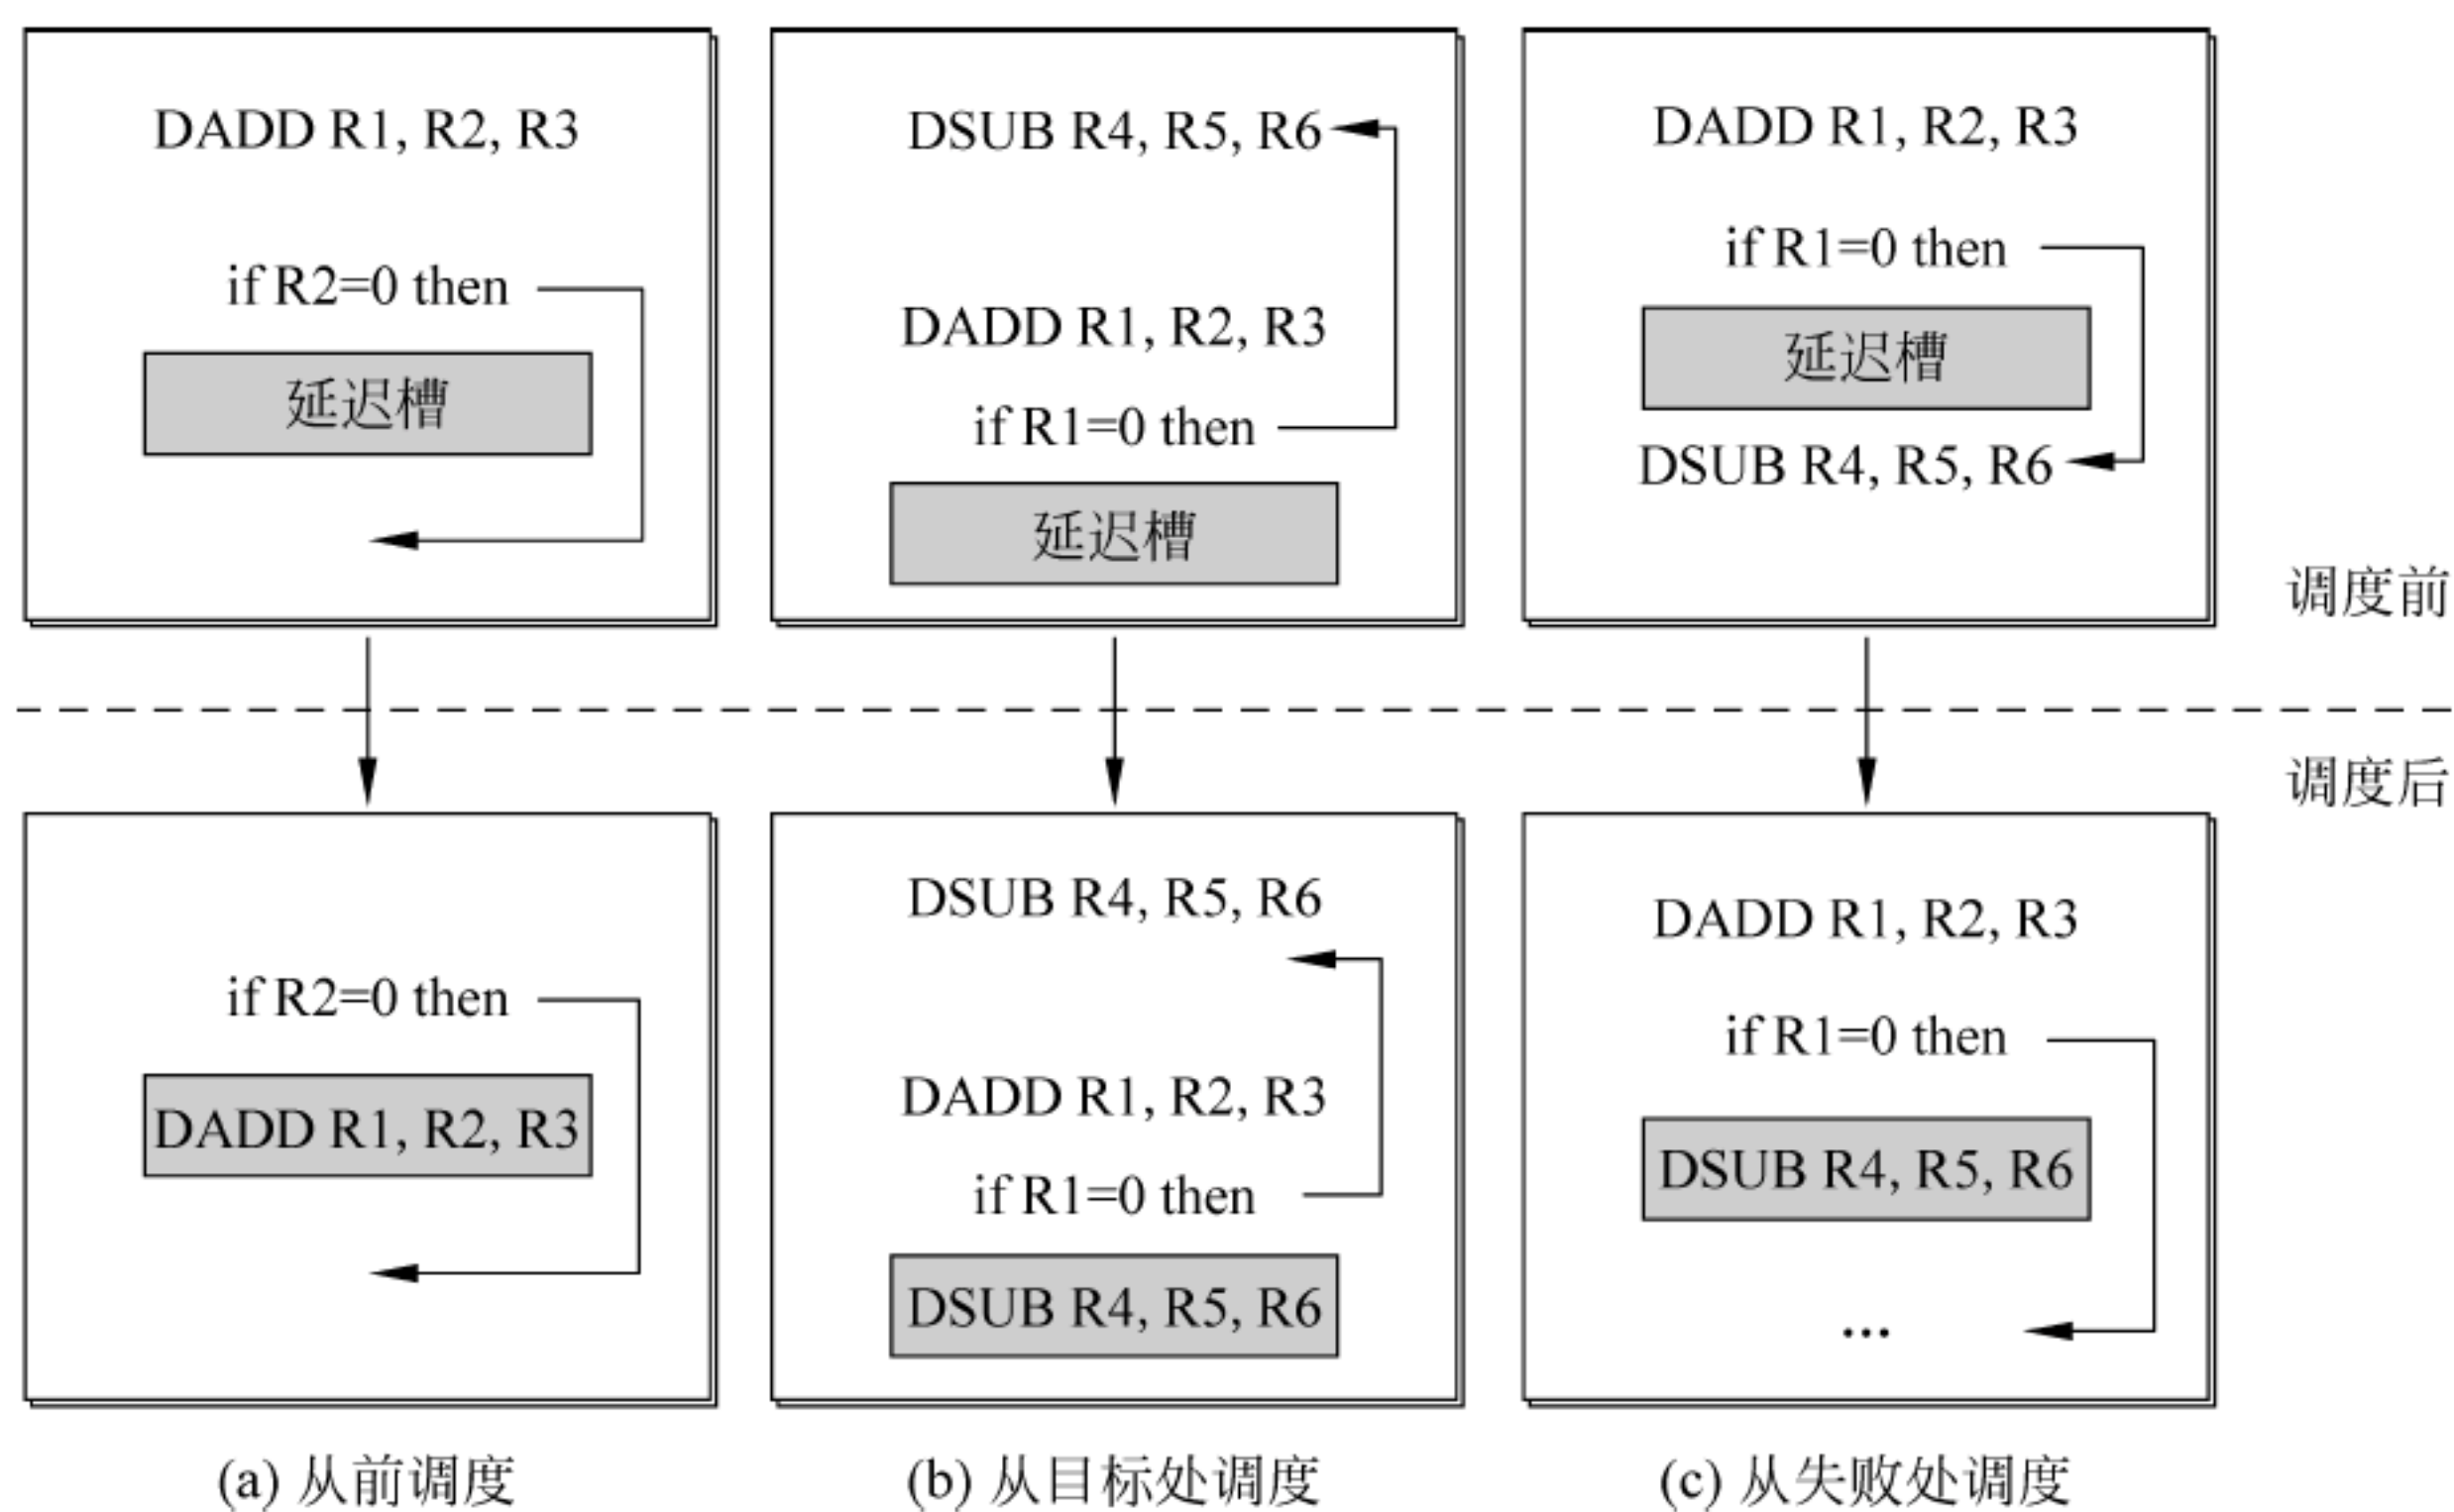 DADD R1, R2, R3
if R2=0 then
延迟槽
DSUB R4, R5, R6
DADD R1, R2, R3
if R1=0 then
延迟槽
DADD R1, R2, R3
if R1=0 then
延迟槽
DSUB R4, R5, R6
调度前
调度后
if R2=0 then
DADD R1, R2, R3
DSUB R4, R5, R6
DADD R1, R2, R3
if R1=0 then
DSUB R4, R5, R6
DADD R1, R2, R3
if R1=0 then
DSUB R4, R5, R6
...
(a) 从前调度
(b) 从目标处调度
(c) 从失败处调度